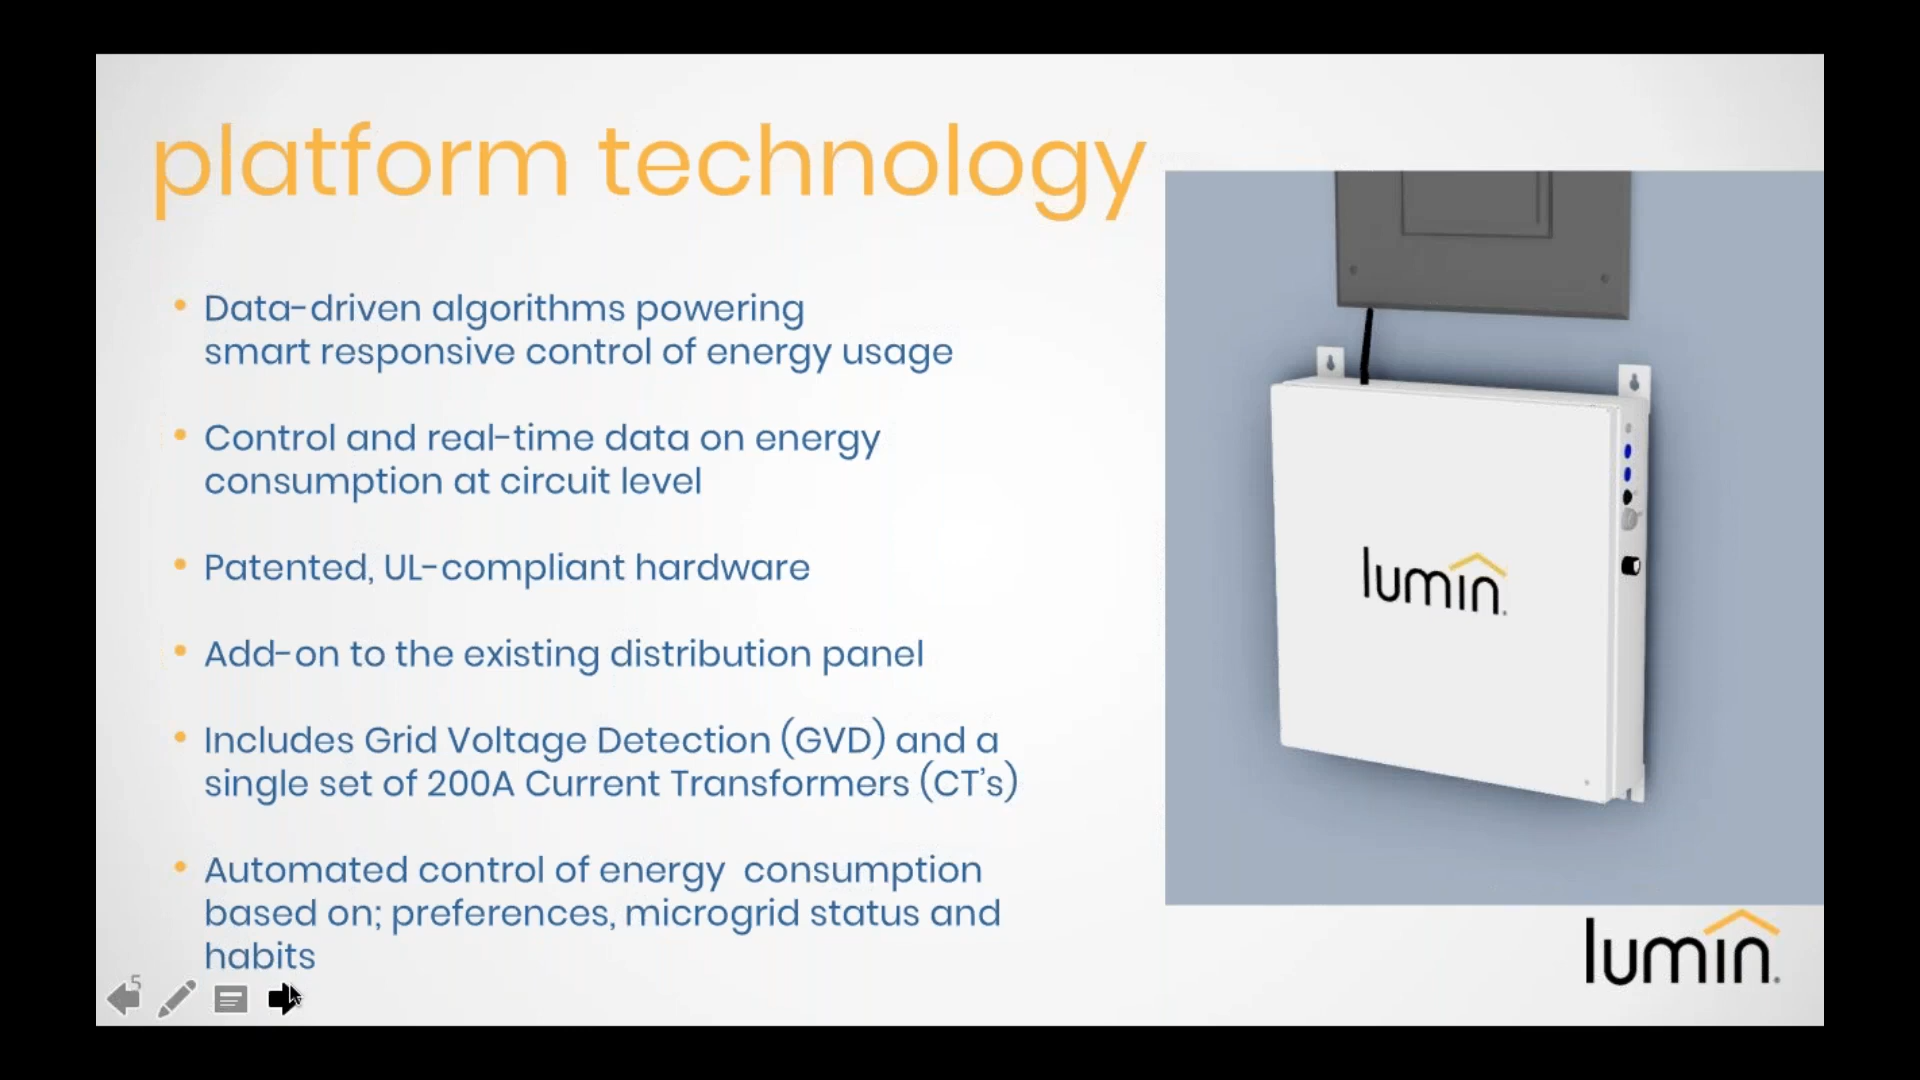 platform technology
• Data-driven algorithms powering
smart responsive control of energy usage
• Control and real-time data on energy
consumption at circuit level
• Patented, UL-compliant hardware
• Add-on to the existing distribution panel
• Includes Grid Voltage Detection (GVD) and a
single set of 200A Current Transformers (CT's)
• Automated control of energy  consumption
based on; preferences, microgrid status and
habits
lumin.
lumin.
5